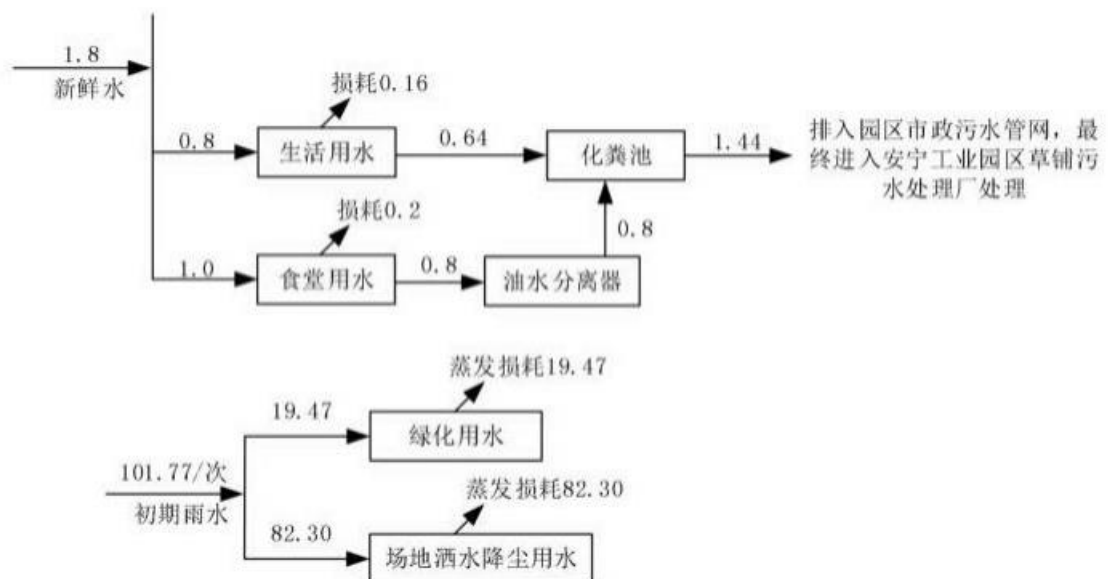 1.8
新鲜水
损耗0.16
0.8
生活用水
0.64
化粪池
1.44
排入园区市政污水管网，最
终进入安宁工业园区草铺污
水处理厂处理
损耗0.2
0.8
1.0
食堂用水
0.8
油水分离器
蒸发损耗19.47
19.47
绿化用水
101.77/次
初期雨水
蒸发损耗82.30
82.30
场地洒水降尘用水